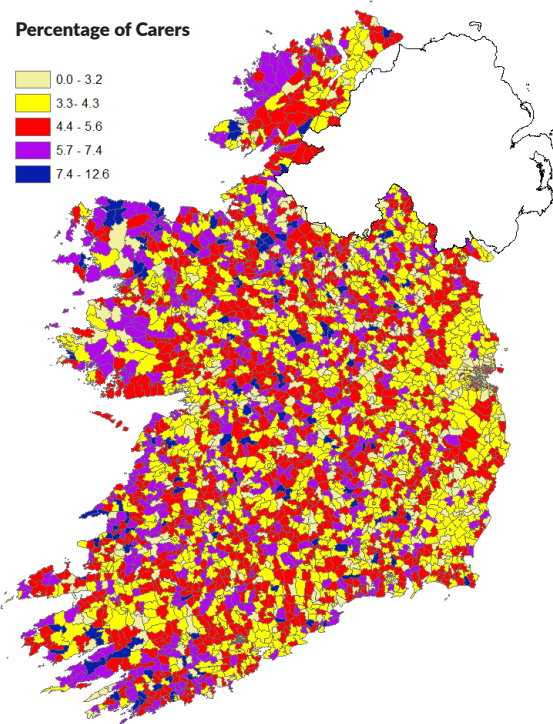 Percentage of Carers
0.0 - 3.2
3.3- 4.3
4.4 - 5.6
5.7 - 7.4
7.4 - 12.6